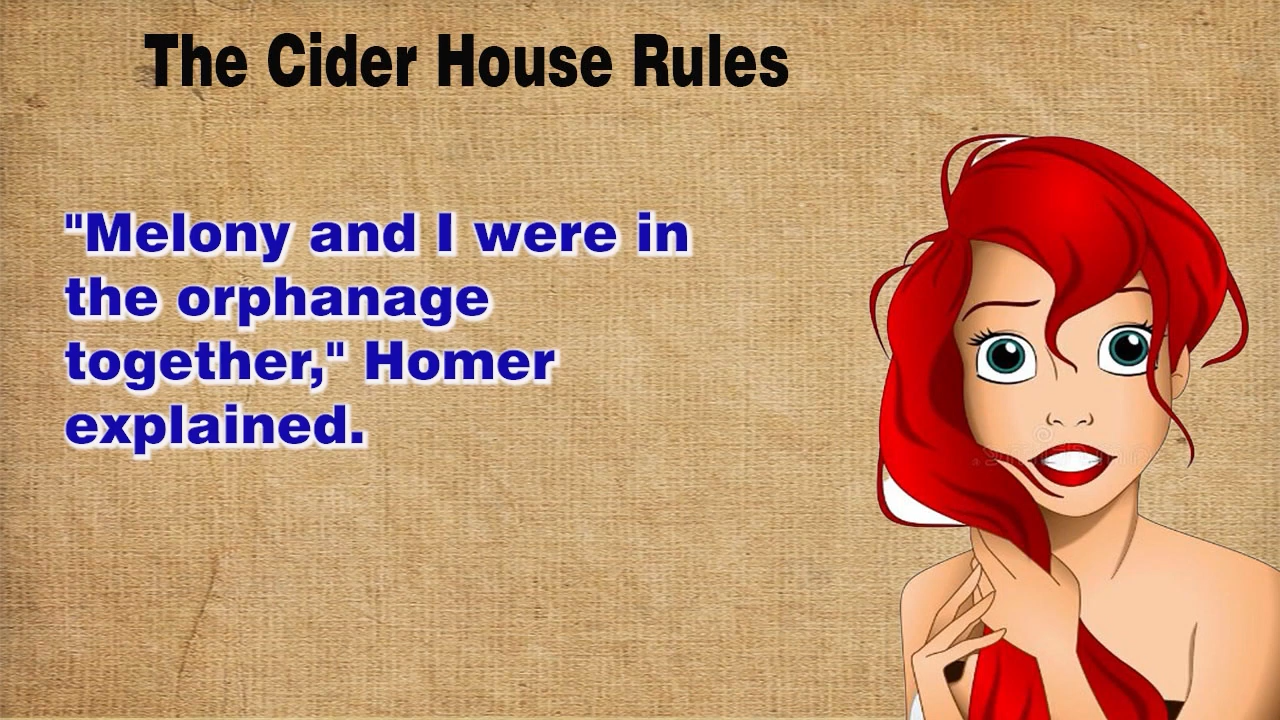 The Cider House Rules
"Melony and I were in
the orphanage
together," Homer
explained.